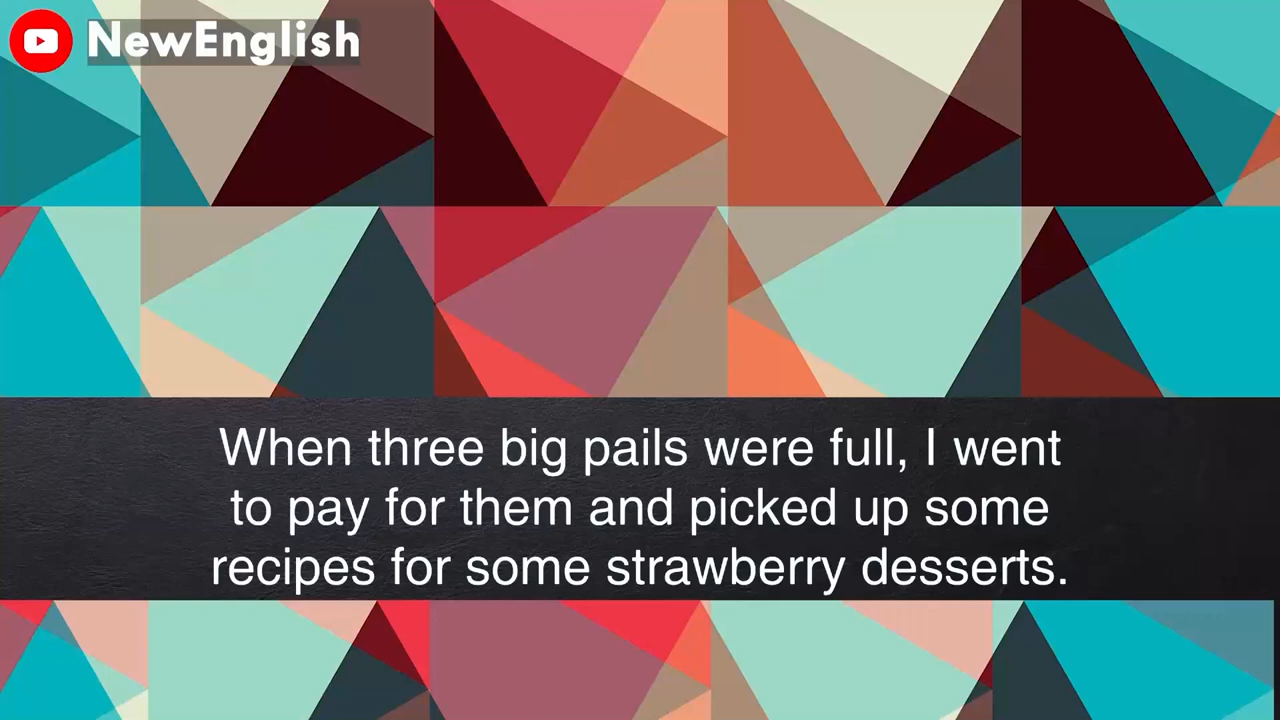 NewEnglish
When three big pails were full, I went
to pay for them and picked up some
recipes for some strawberry desserts.